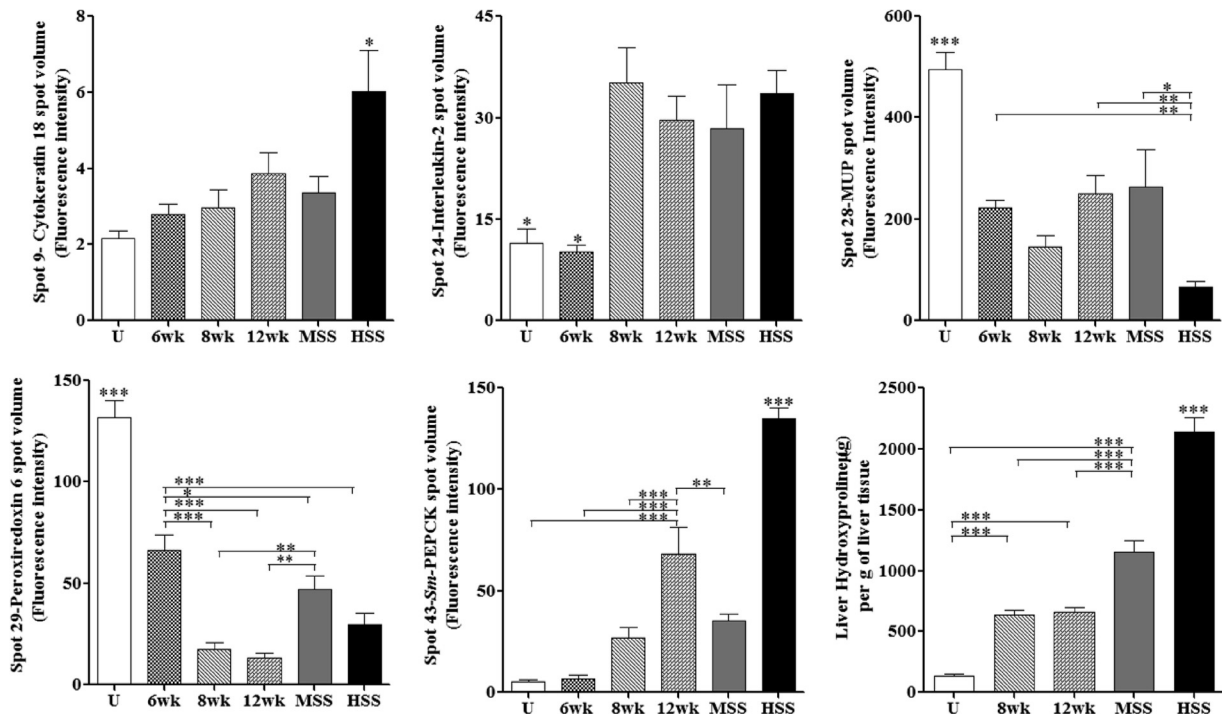 Spot 9- Cytokeratin 18 spot volume
(Fluorescence intensity)
8
6
4
2
0
*
U 6wk 8wk 12wk MSS HSS
Spot 24-Interleukin-2 spot volume
(Fluorescence intensity)
45
30
15
0
*
*
U 6wk 8wk 12wk MSS HSS
Spot 28-MUP spot volume
(Fluorescence Intensity)
600
400
200
0
***
*
**
**
U 6wk 8wk 12wk MSS HSS
Spot 29-Peroxiredoxin 6 spot volume
(Fluorescence intensity)
150
100
50
0
***
***
*
***
***
**
**
U 6wk 8wk 12wk MSS HSS
Spot 43-Sm-PEPCK spot volume
(Fluorescence intensity)
150
100
50
0
***
**
***
***
***
U 6wk 8wk 12wk MSS HSS
Liver Hydroxyproline(µg)
per g of liver tissue
2500
2000
1500
1000
500
0
***
***
***
***
***
***
U 8wk 12wk MSS HSS